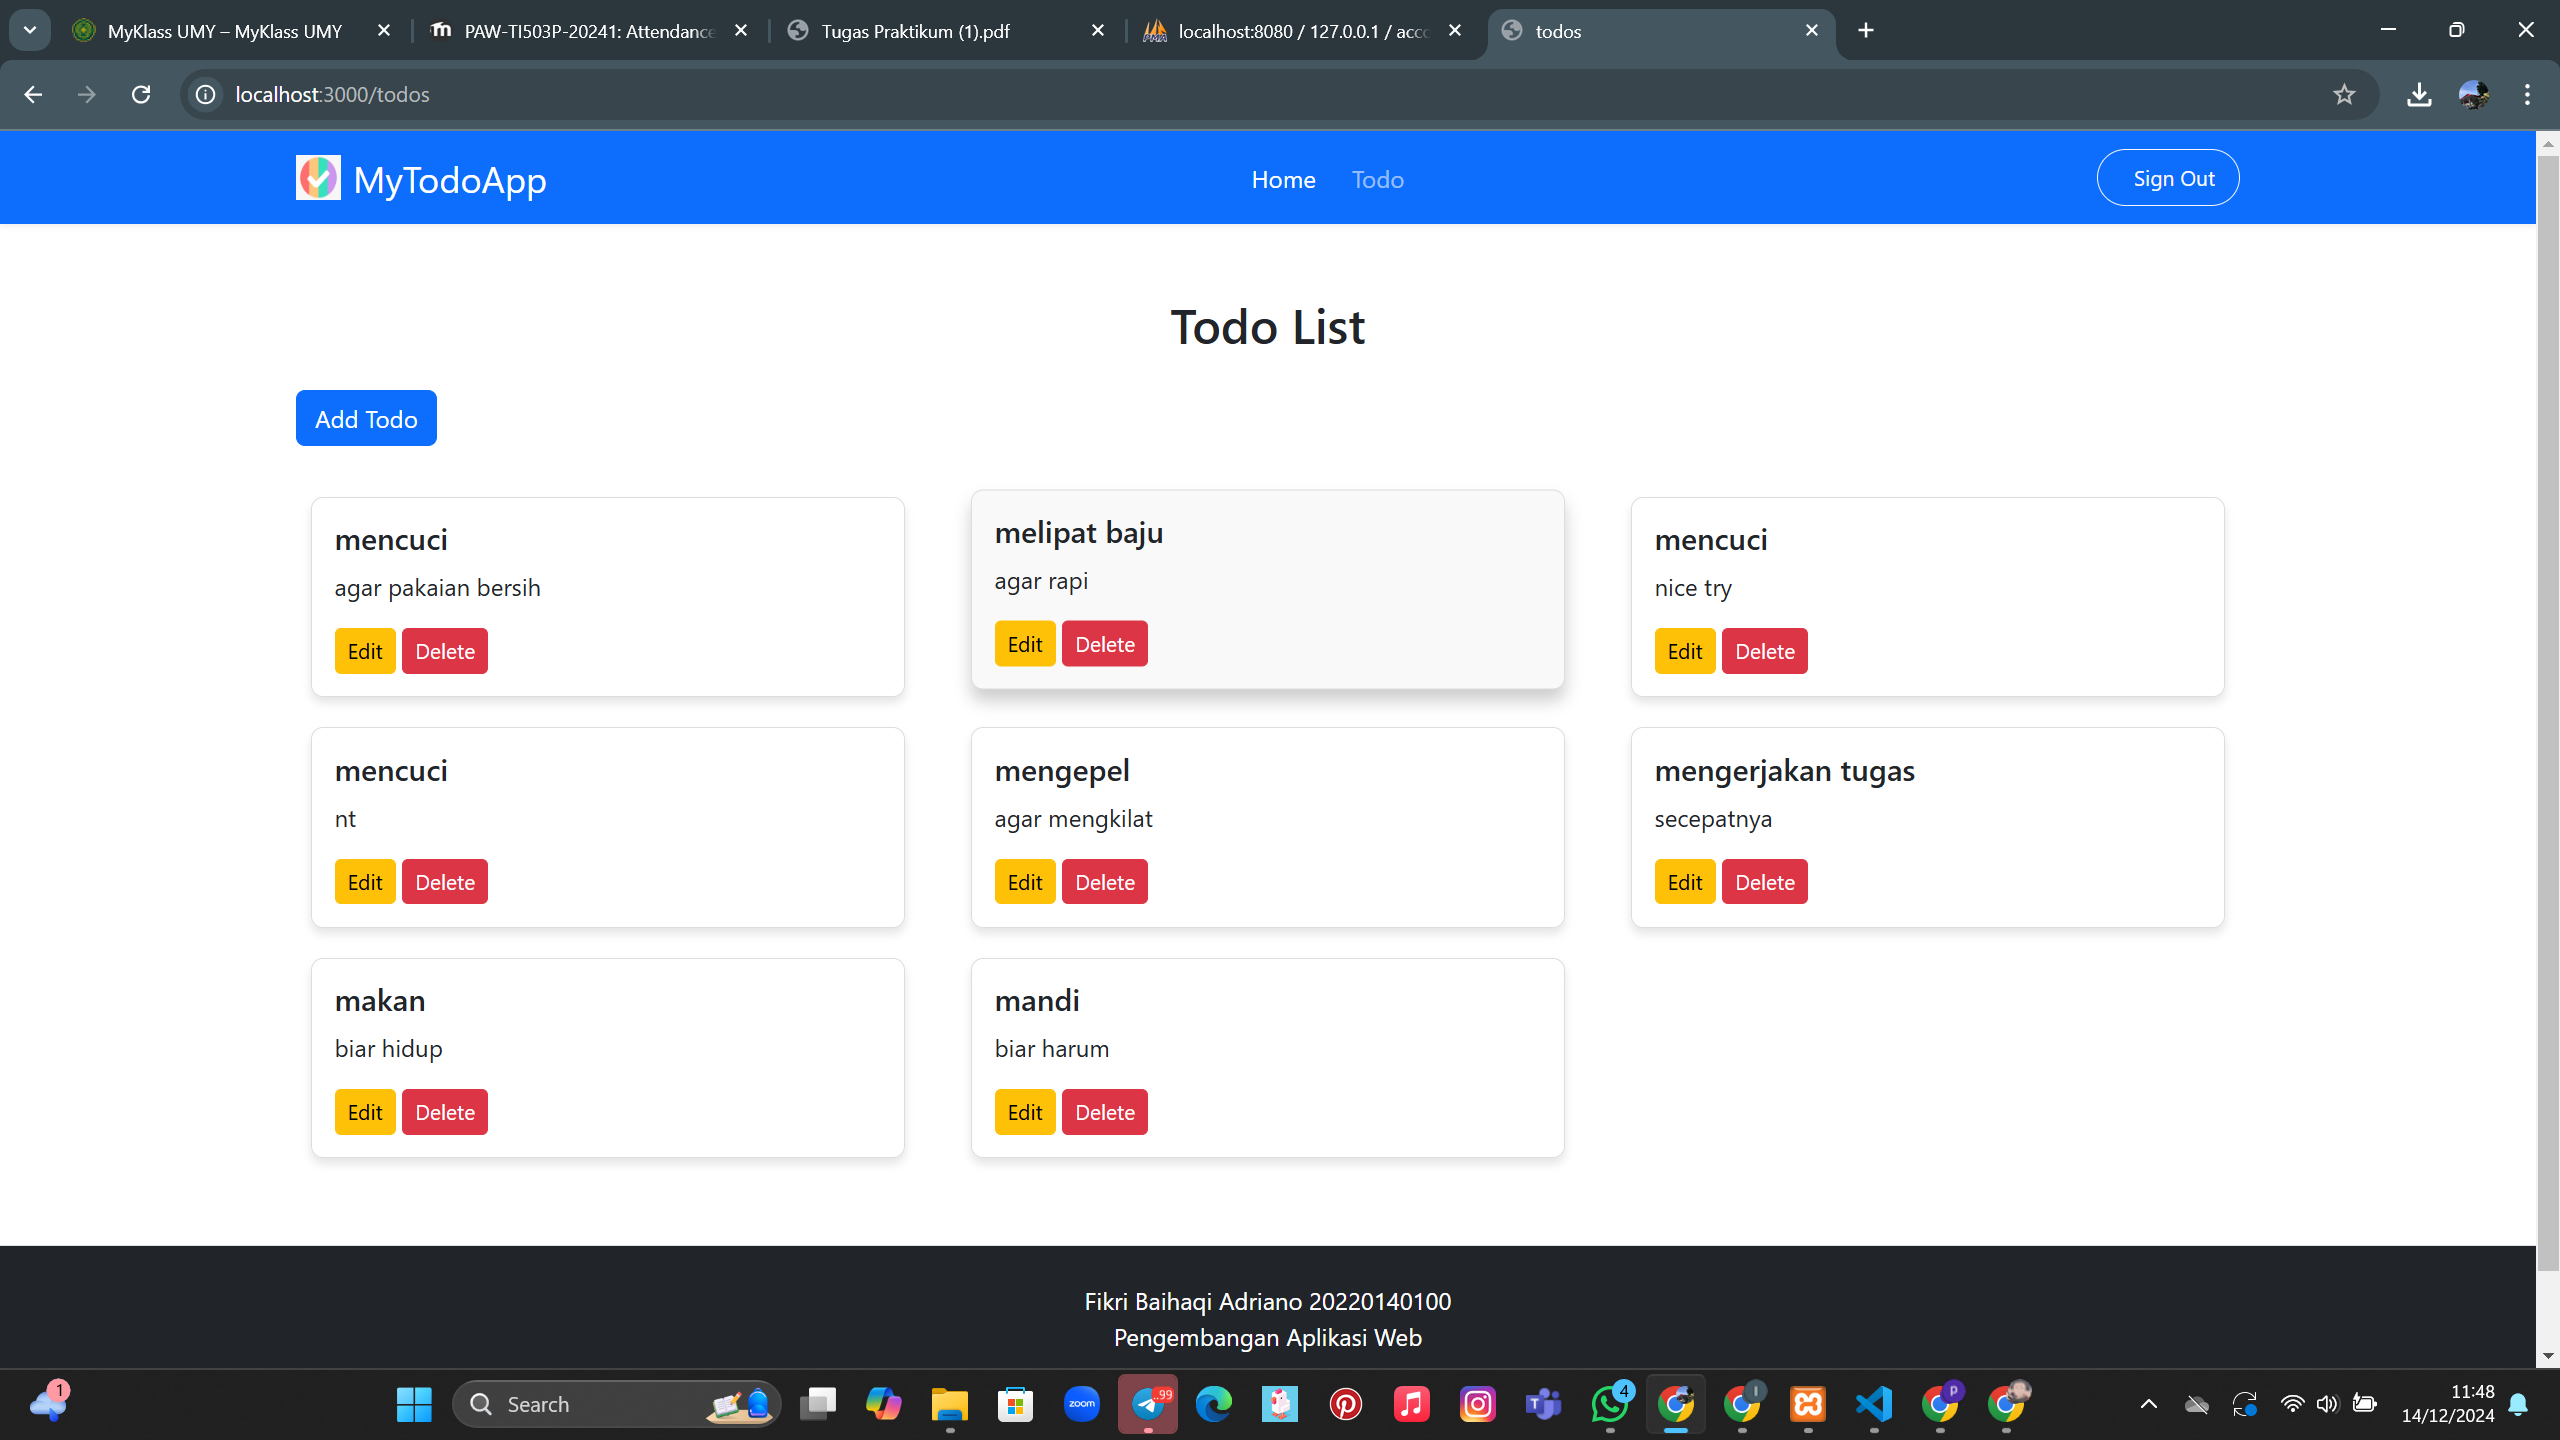 MyKlass UMY – MyKlass UMY
PAW-TI503P-20241: Attendance
Tugas Praktikum (1).pdf
localhost:8080 / 127.0.0.1 / acco
todos
localhost:3000/todos
MyTodoApp
Home
Todo
Sign Out
Todo List
Add Todo
mencuci
agar pakaian bersih
Edit Delete
melipat baju
agar rapi
Edit Delete
mencuci
nice try
Edit Delete
mencuci
nt
Edit Delete
mengepel
agar mengkilat
Edit Delete
mengerjakan tugas
secepatnya
Edit Delete
makan
biar hidup
Edit Delete
mandi
biar harum
Edit Delete
Fikri Baihaqi Adriano 20220140100
Pengembangan Aplikasi Web
1
Search
zoom
..99
4
I
p
11:48
14/12/2024